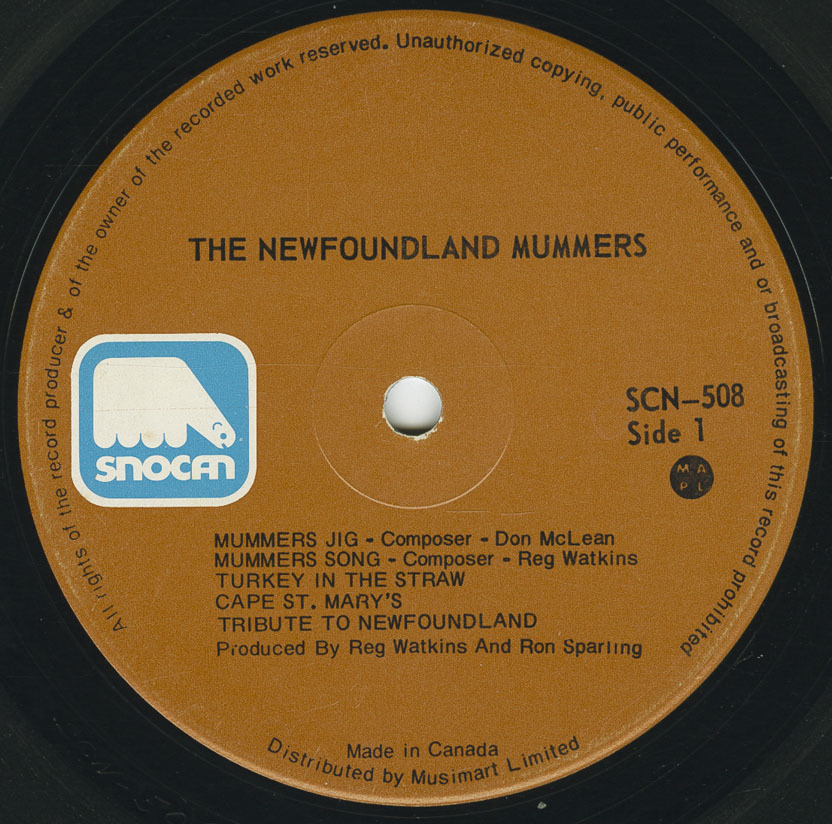 All rights of the record producer & of the owner of the recorded work reserved. Unauthorized copying, public performance and or broadcasting of this record prohibited
THE NEWFOUNDLAND MUMMERS
SNOCAN
SCN-508
Side 1
M A
P L
MUMMERS JIG - Composer - Don McLean
MUMMERS SONG - Composer - Reg Watkins
TURKEY IN THE STRAW
CAPE ST. MARY'S
TRIBUTE TO NEWFOUNDLAND
Produced By Reg Watkins And Ron Sparling
Made in Canada
Distributed by Musimart Limited